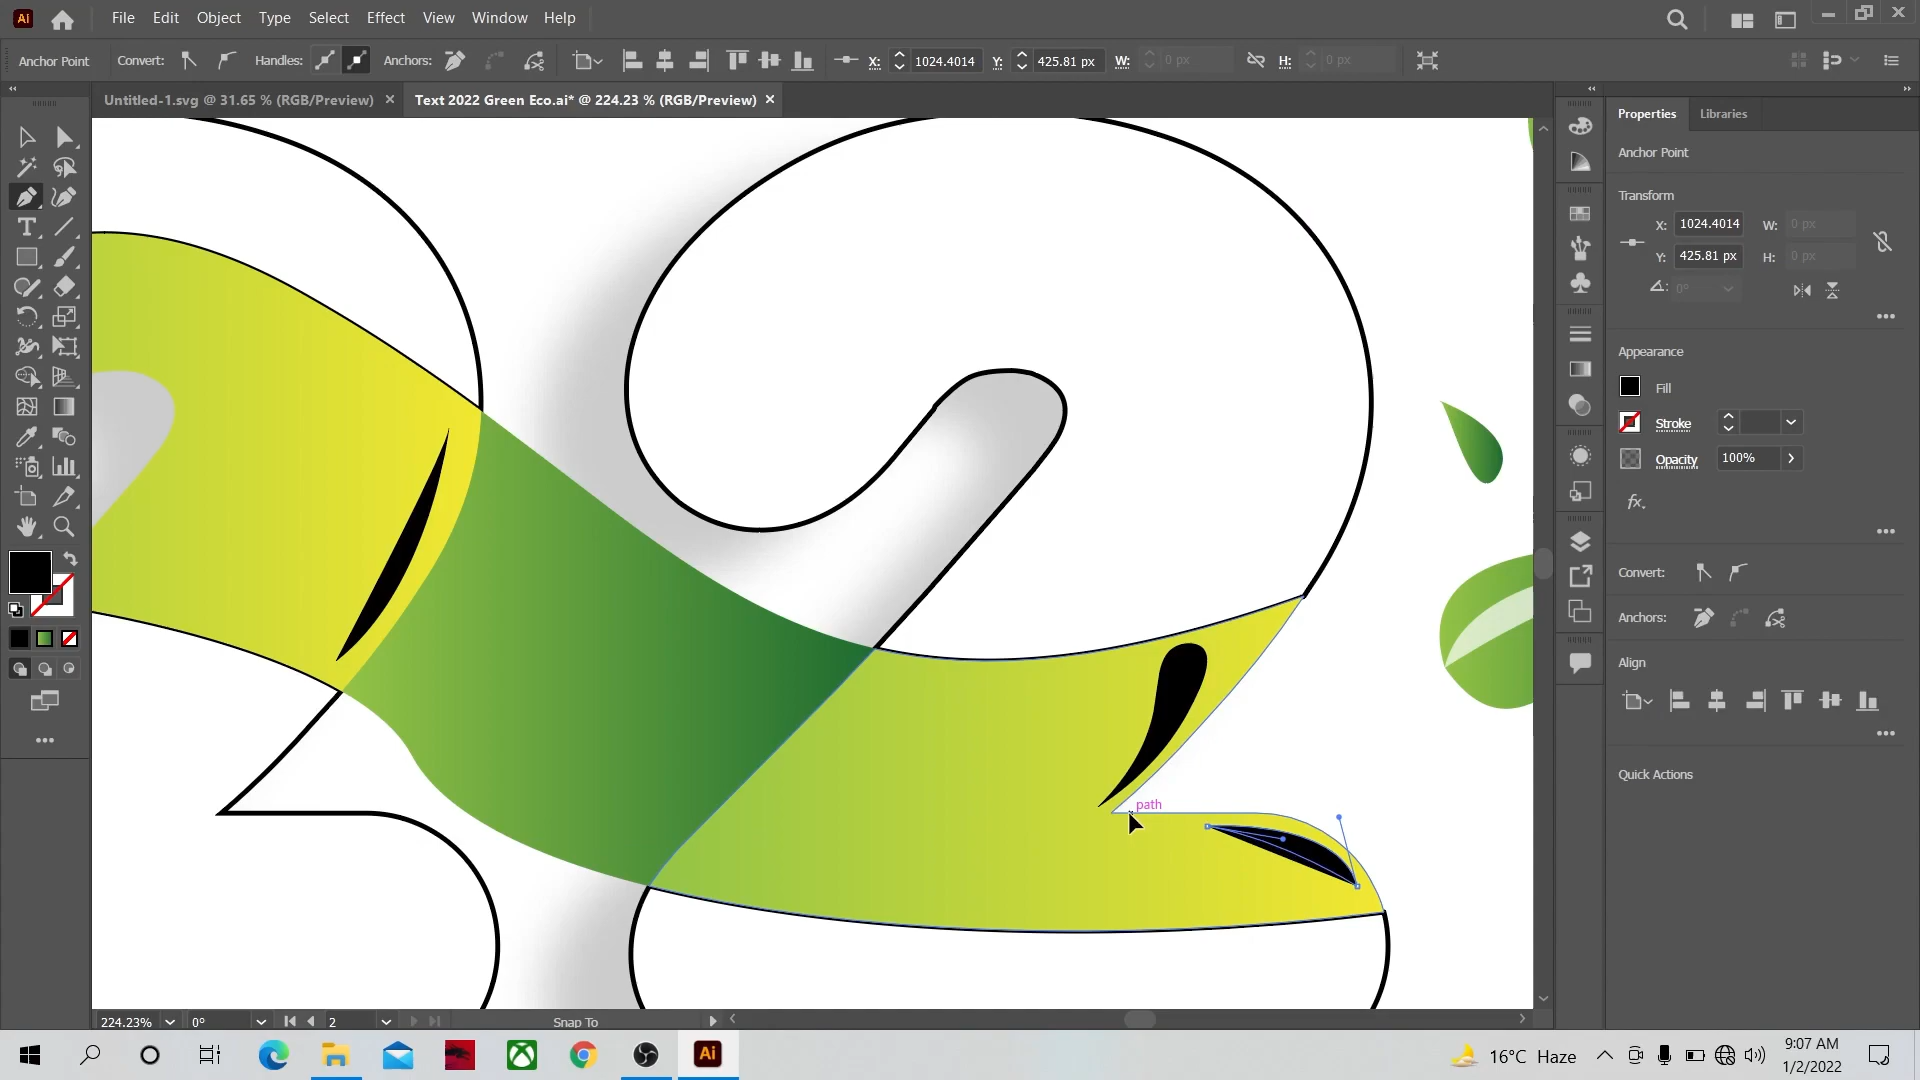 Ai File Edit Object Type Select Effect View Window Help
Anchor Point Convert: Handles: Anchors: X: 1024.4014 Y: 425.81 px W: 0 px H: 0 px
Untitled-1.svg @ 31.65 % (RGB/Preview) × Text 2022 Green Eco.ai* @ 224.23 % (RGB/Preview) ×
Properties Libraries
Anchor Point
Transform
X: 1024.4014 W: 0 px
Y: 425.81 px H: 0 px
0°
Appearance
Fill
Stroke
Opacity 100%
fx.
Convert:
Anchors:
Align
Quick Actions
path
224.23% 0° 2 Snap To
Ai 16°C Haze 9:07 AM
1/2/2022